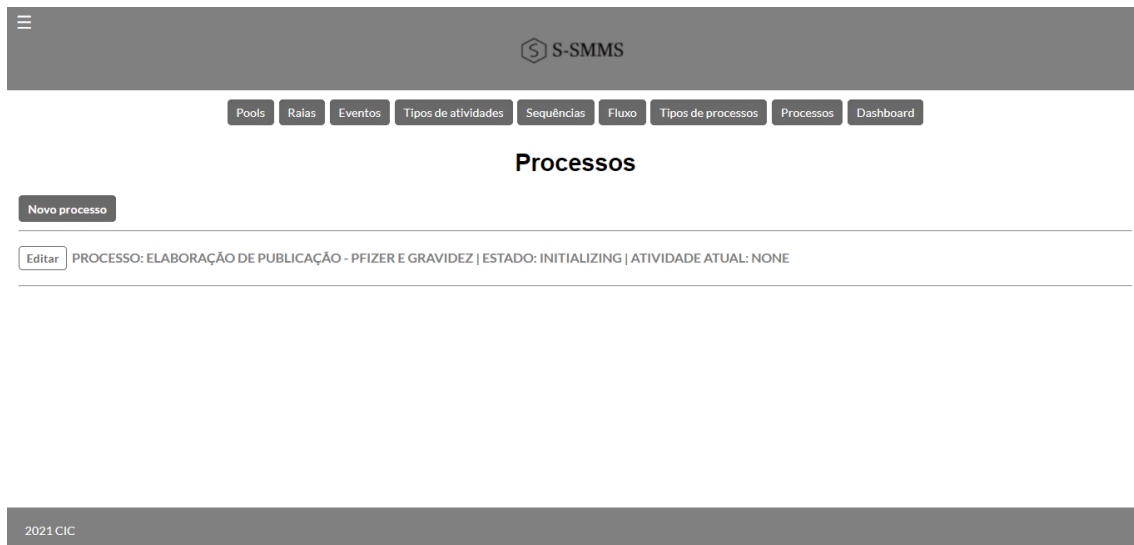 S-SMMS
Pools Raias Eventos Tipos de atividades Sequências Fluxo Tipos de processos Processos Dashboard
Processos
Novo processo
Editar PROCESSO: ELABORAÇÃO DE PUBLICAÇÃO - PFIZER E GRAVIDEZ | ESTADO: INITIALIZING | ATIVIDADE ATUAL: NONE
2021 CIC